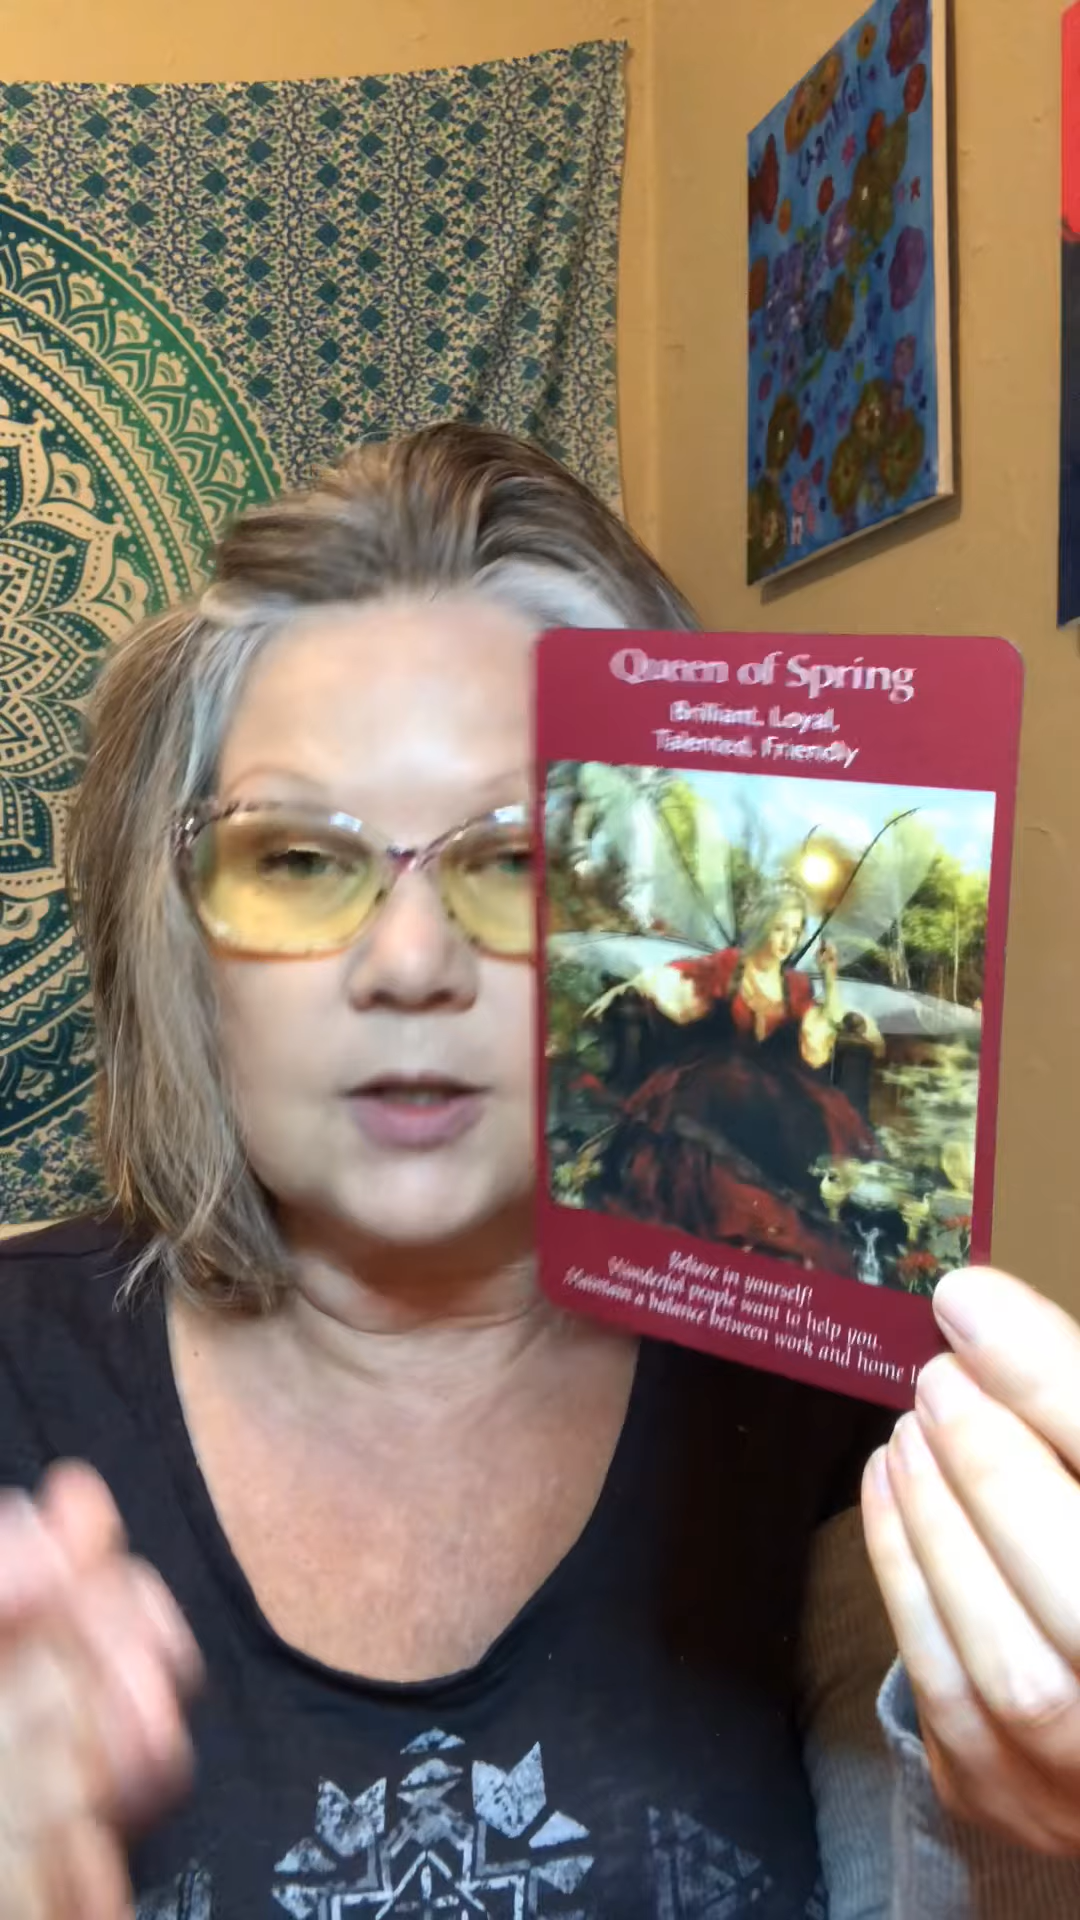 thankful
Queen of Spring
Brilliant, Loyal,
Talented, Friendly
Believe in yourself!
Wonderful people want to help you.
Maintain a balance between work and home